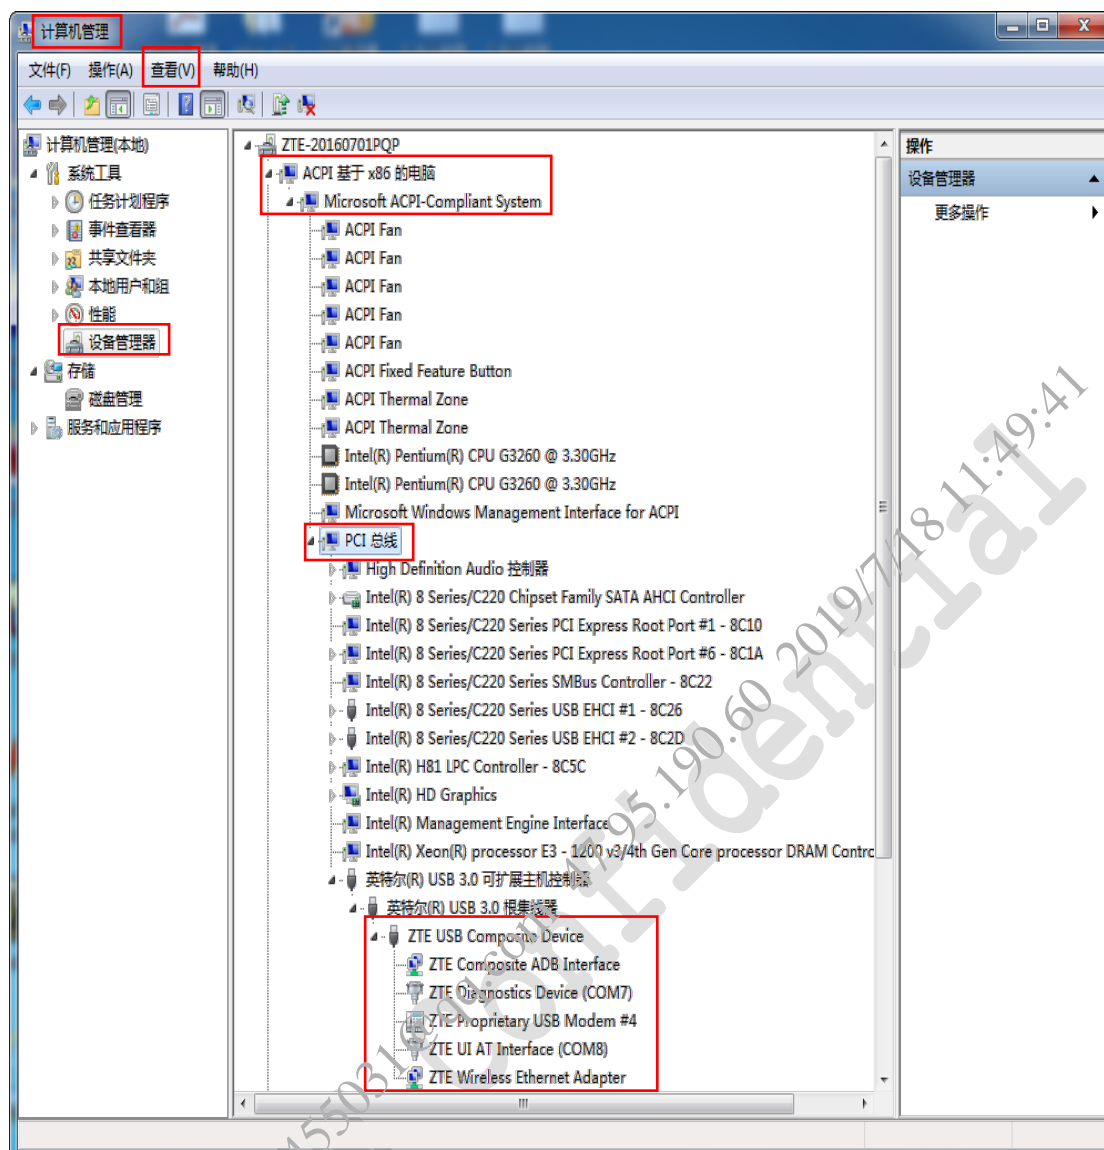 计算机管理
文件(F) 操作(A) 查看(V) 帮助(H)
计算机管理(本地)
系统工具
任务计划程序
事件查看器
共享文件夹
本地用户和组
性能
设备管理器
存储
磁盘管理
服务和应用程序
ZTE-20160701PQP
ACPI 基于 x86 的电脑
Microsoft ACPI-Compliant System
ACPI Fan
ACPI Fan
ACPI Fan
ACPI Fan
ACPI Fan
ACPI Fixed Feature Button
ACPI Thermal Zone
ACPI Thermal Zone
Intel(R) Pentium(R) CPU G3260 @ 3.30GHz
Intel(R) Pentium(R) CPU G3260 @ 3.30GHz
Microsoft Windows Management Interface for ACPI
PCI 总线
High Definition Audio 控制器
Intel(R) 8 Series/C220 Chipset Family SATA AHCI Controller
Intel(R) 8 Series/C220 Series PCI Express Root Port #1 - 8C10
Intel(R) 8 Series/C220 Series PCI Express Root Port #6 - 8C1A
Intel(R) 8 Series/C220 Series SMBus Controller - 8C22
Intel(R) 8 Series/C220 Series USB EHCI #1 - 8C26
Intel(R) 8 Series/C220 Series USB EHCI #2 - 8C2D
Intel(R) H81 LPC Controller - 8C5C
Intel(R) HD Graphics
Intel(R) Management Engine Interface
Intel(R) Xeon(R) processor E3 - 1200 v3/4th Gen Core processor DRAM Contrc
英特尔(R) USB 3.0 可扩展主机控制器
英特尔(R) USB 3.0 根集线器
ZTE USB Composite Device
ZTE Composite ADB Interface
ZTE Diagnostics Device (COM7)
ZTE Proprietary USB Modem #4
ZTE UI AT Interface (COM8)
ZTE Wireless Ethernet Adapter
操作
设备管理器
更多操作
Confidential
2019/7/18 11:49:41